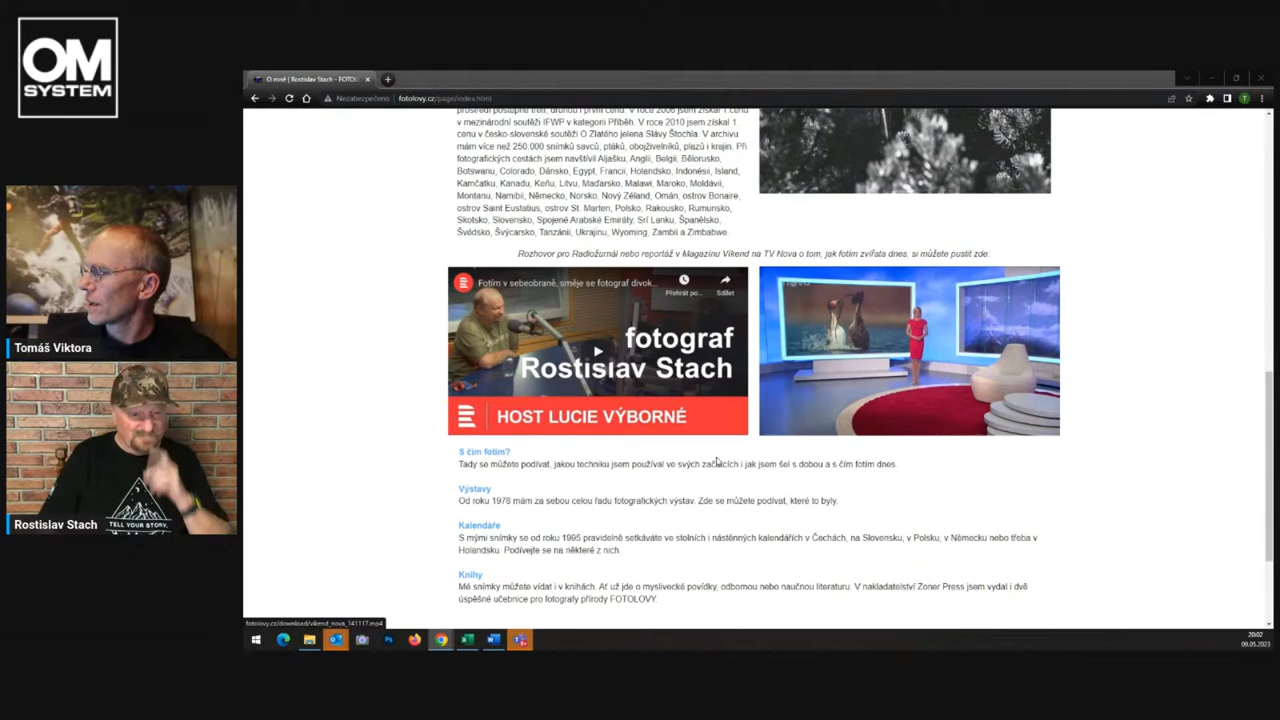 OM
SYSTEM
O mně | Rostislav Stach - FOTOL
Nezabezpečeno
fotolovy.cz/page/index.html
prostředí postupně třetí, druhou i první cenu. V roce 2006 jsem získal 1.cenu
v mezinárodní soutěži IFWP v kategorii Příběh. V roce 2010 jsem získal 1.
cenu v česko-slovenské soutěži O Zlatého jelena Slávy Štochla. V archivu
mám více než 250.000 snímků savců, ptáků, obojživelníků, plazů i krajin. Při
fotografických cestách jsem navštívil Aljašku, Anglii, Belgii, Bělorusko,
Botswanu, Colorado, Dánsko, Egypt, Francii, Holandsko, Indonésii, Island,
Kamčatku, Kanadu, Keňu, Litvu, Maďarsko, Malawi, Maroko, Moldávii,
Montanu, Namibii, Německo, Norsko, Nový Zéland, Omán, ostrov Bonaire,
ostrov Saint Eustatius, ostrov St. Marten, Polsko, Rakousko, Rumunsko,
Skotsko, Slovensko, Spojené Arabské Emiráty, Srí Lanku, Španělsko,
Švédsko, Švýcarsko, Tanzánii, Ukrajinu, Wyoming, Zambii a Zimbabwe.
Rozhovor pro Radiožurnál nebo reportáž v Magazínu Víkend na TV Nova o tom, jak fotím zvířata dnes, si můžete pustit zde:
Fotím v sebeobraně, směje se fotograf divok...
Přehrát po...
Sdílet
fotograf
Rostislav Stach
HOST LUCIE VÝBORNÉ
S čím fotím?
Tady se můžete podívat, jakou techniku jsem používal ve svých začátcích i jak jsem šel s dobou a s čím fotím dnes.
Výstavy
Od roku 1978 mám za sebou celou řadu fotografických výstav. Zde se můžete podívat, které to byly.
Kalendáře
S mými snímky se od roku 1995 pravidelně setkáváte ve stolních i nástěnných kalendářích v Čechách, na Slovensku, v Polsku, v Německu nebo třeba v
Holandsku. Podívejte se na některé z nich.
Knihy
Mé snímky můžete vídat i v knihách. Ať už jde o myslivecké povídky, odbornou nebo naučnou literaturu. V nakladatelství Zoner Press jsem vydal i dvě
úspěšné učebnice pro fotografy přírody FOTOLOVY.
fotolovy.cz/download/vikend_nova_141117.mp4
20:02
09.05.2023
Tomáš Viktora
TELL YOUR STORY.
Rostislav Stach